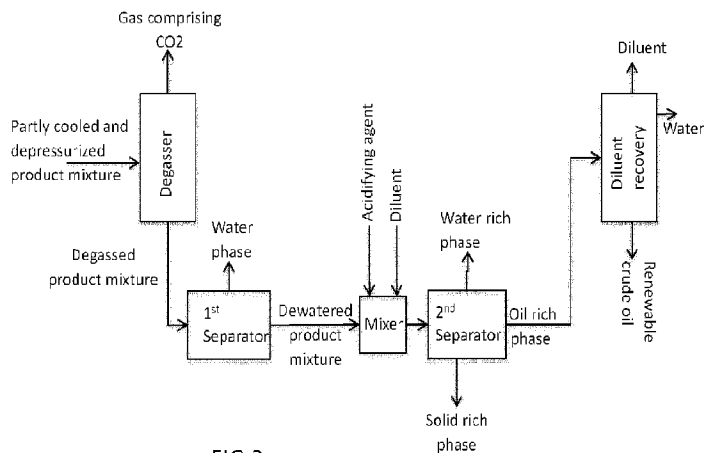 Gas comprising
CO2
Partly cooled and
depressurized
product mixture
Degasser
Degassed
product mixture
Water
phase
1st
Separator
Dewatered
product
mixture
Acidifying agent
Diluent
Mixer
Water rich
phase
2nd
Separator
Solid rich
phase
Oil rich
phase
Diluent
Water
Diluent
recovery
Renewable
crude oil